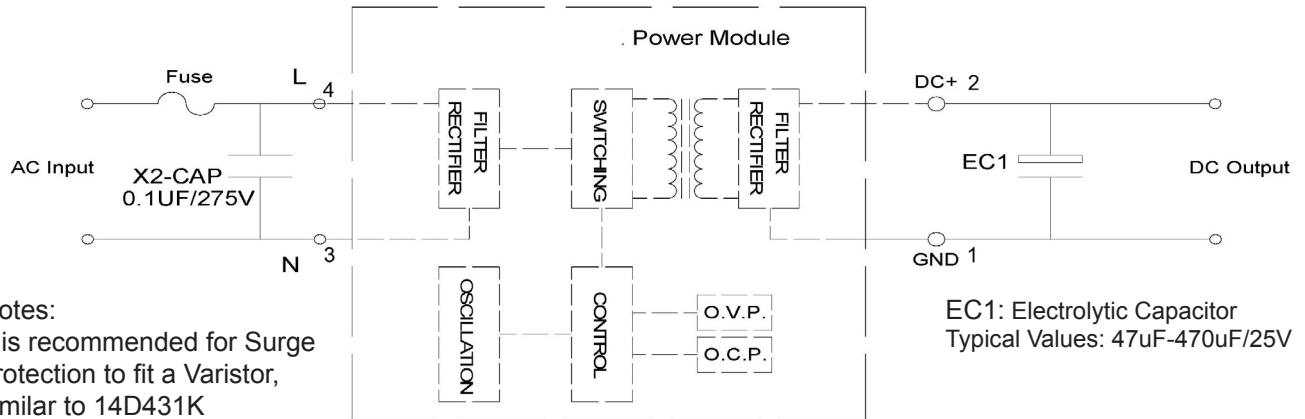 . Power Module
Fuse
L
4
DC+ 2
AC Input
X2-CAP
0.1UF/275V
FILTER
RECTIFIER
SWITCHING
FILTER
RECTIFIER
EC1
DC Output
N
3
GND 1
OSCILLATION
CONTROL
O.V.P.
O.C.P.
otes:
is recommended for Surge
rotection to fit a Varistor,
milar to 14D431K
EC1: Electrolytic Capacitor
Typical Values: 47uF-470uF/25V